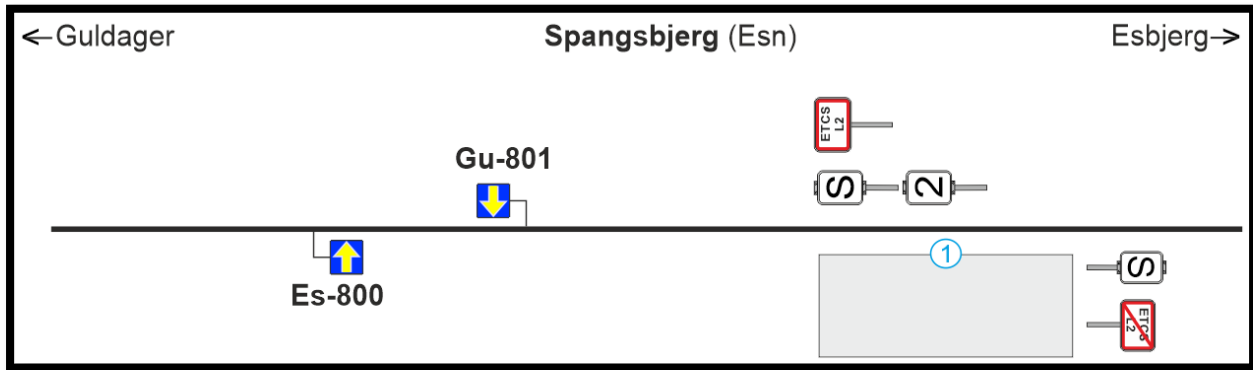 ←Guldager
Spangsbjerg (Esn)
Esbjerg→
ETCS
L2
Gu-801
S
2
1
S
Es-800
ETCS
L2